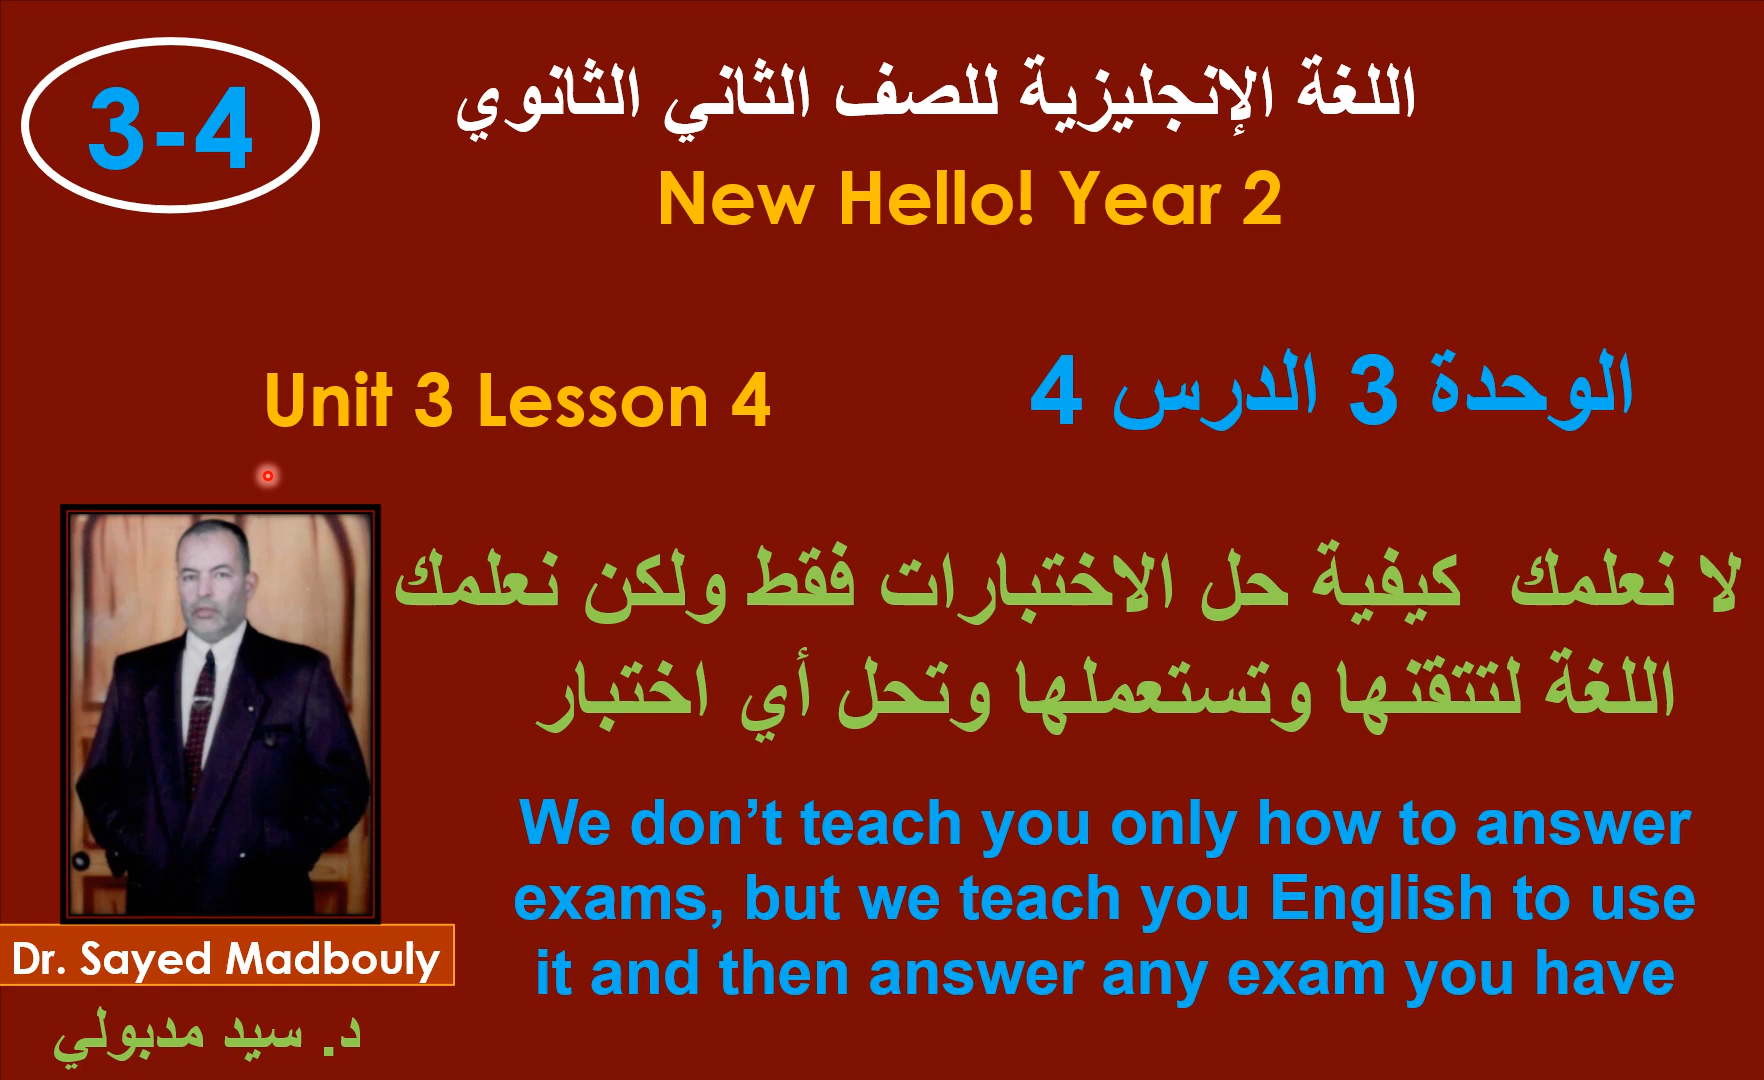 3-4
اللغة الإنجليزية للصف الثاني الثانوي
New Hello! Year 2
Unit 3 Lesson 4
الوحدة 3 الدرس 4
لا نعلمك كيفية حل الاختبارات فقط ولكن نعلمك
اللغة لتتقنها وتستعملها وتحل أي اختبار
We don’t teach you only how to answer
exams, but we teach you English to use
it and then answer any exam you have
Dr. Sayed Madbouly
د. سيد مدبولي